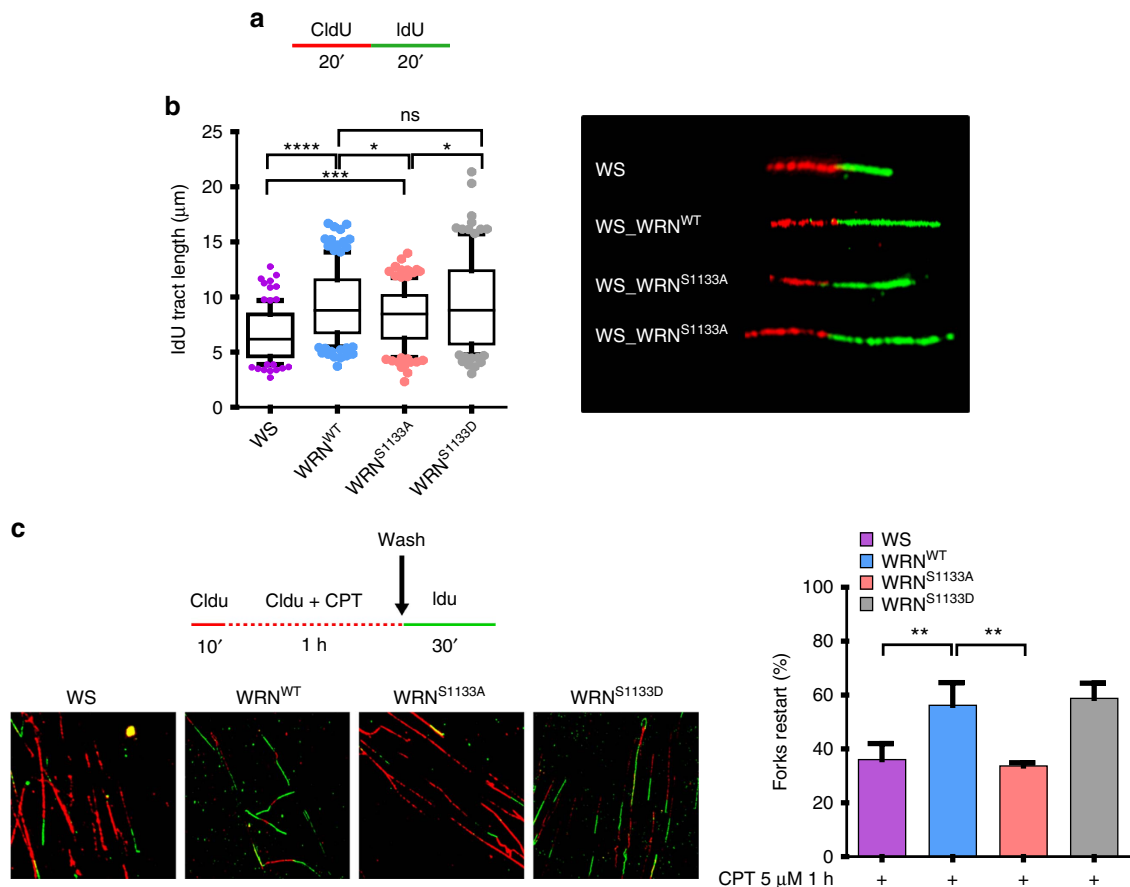 a
CldU IdU
20′ 20′
b
ns
**** * *
***
25
20
15
10
5
0
IdU tract length (μm)
WS
WRN^WT
WRN^S1133A
WRN^S1133D
WS
WS_WRN^WT
WS_WRN^S1133A
WS_WRN^S1133A
c
Wash
Cldu Cldu + CPT Idu
10′ 1 h 30′
WS WRN^WT WRN^S1133A WRN^S1133D
WS
WRN^WT
WRN^S1133A
WRN^S1133D
** **
100
80
60
40
20
0
Forks restart (%)
CPT 5 μM 1 h + + + +